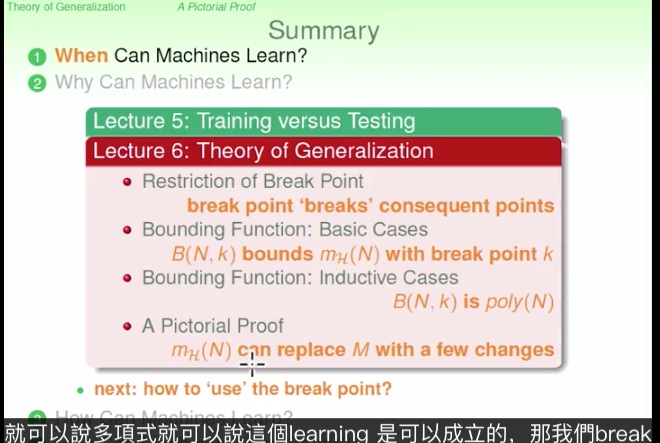 Theory of Generalization A Pictorial Proof
Summary
1 When Can Machines Learn?
2 Why Can Machines Learn?
Lecture 5: Training versus Testing
Lecture 6: Theory of Generalization
• Restriction of Break Point
break point ‘breaks’ consequent points
• Bounding Function: Basic Cases
B(N, k) bounds mH(N) with break point k
• Bounding Function: Inductive Cases
B(N, k) is poly(N)
• A Pictorial Proof
mH(N) can replace M with a few changes
• next: how to ‘use’ the break point?
3 How Can Machines Learn?
就可以說多項式就可以說這個learning 是可以成立的，那我們break